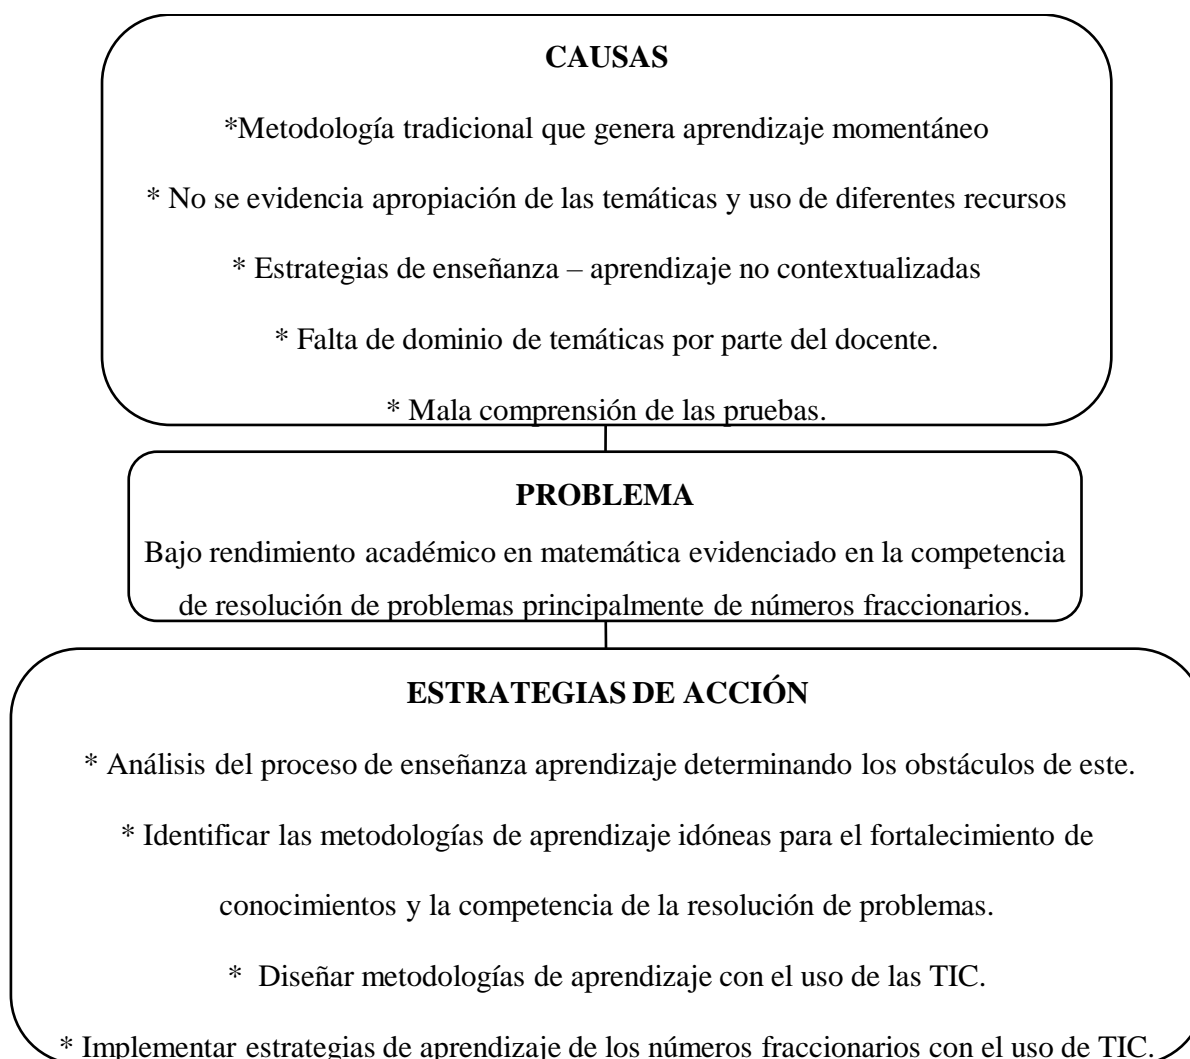 CAUSAS
*Metodología tradicional que genera aprendizaje momentáneo
* No se evidencia apropiación de las temáticas y uso de diferentes recursos
* Estrategias de enseñanza – aprendizaje no contextualizadas
* Falta de dominio de temáticas por parte del docente.
* Mala comprensión de las pruebas.
PROBLEMA
Bajo rendimiento académico en matemática evidenciado en la competencia
de resolución de problemas principalmente de números fraccionarios.
ESTRATEGIAS DE ACCIÓN
* Análisis del proceso de enseñanza aprendizaje determinando los obstáculos de este.
* Identificar las metodologías de aprendizaje idóneas para el fortalecimiento de
conocimientos y la competencia de la resolución de problemas.
* Diseñar metodologías de aprendizaje con el uso de las TIC.
* Implementar estrategias de aprendizaje de los números fraccionarios con el uso de TIC.